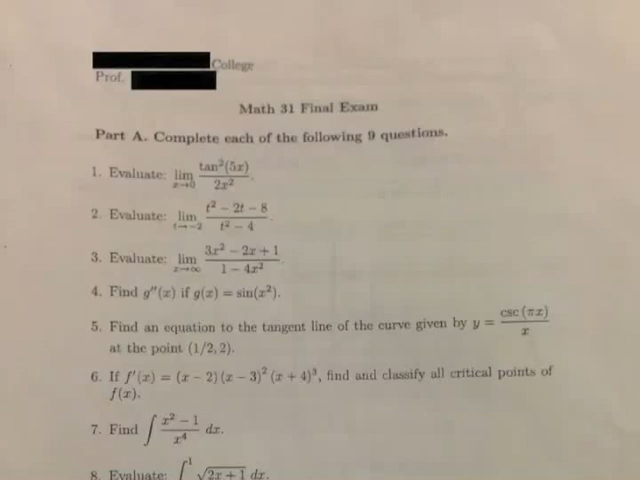 College
Prof.
Math 31 Final Exam
Part A. Complete each of the following 9 questions.
1. Evaluate: lim x→0 tan²(5x) / 2x².
2. Evaluate: lim t→-2 t² − 2t − 8 / t² − 4.
3. Evaluate: lim x→∞ 3x² − 2x + 1 / 1 − 4x².
4. Find g″(x) if g(x) = sin(x²).
5. Find an equation to the tangent line of the curve given by y = csc (πx) / x
at the point (1/2, 2).
6. If f′(x) = (x − 2) (x − 3)² (x + 4)³, find and classify all critical points of
f(x).
7. Find ∫ x² − 1 / x⁴ dx.
8. Evaluate: ∫¹ √2x + 1 dx.